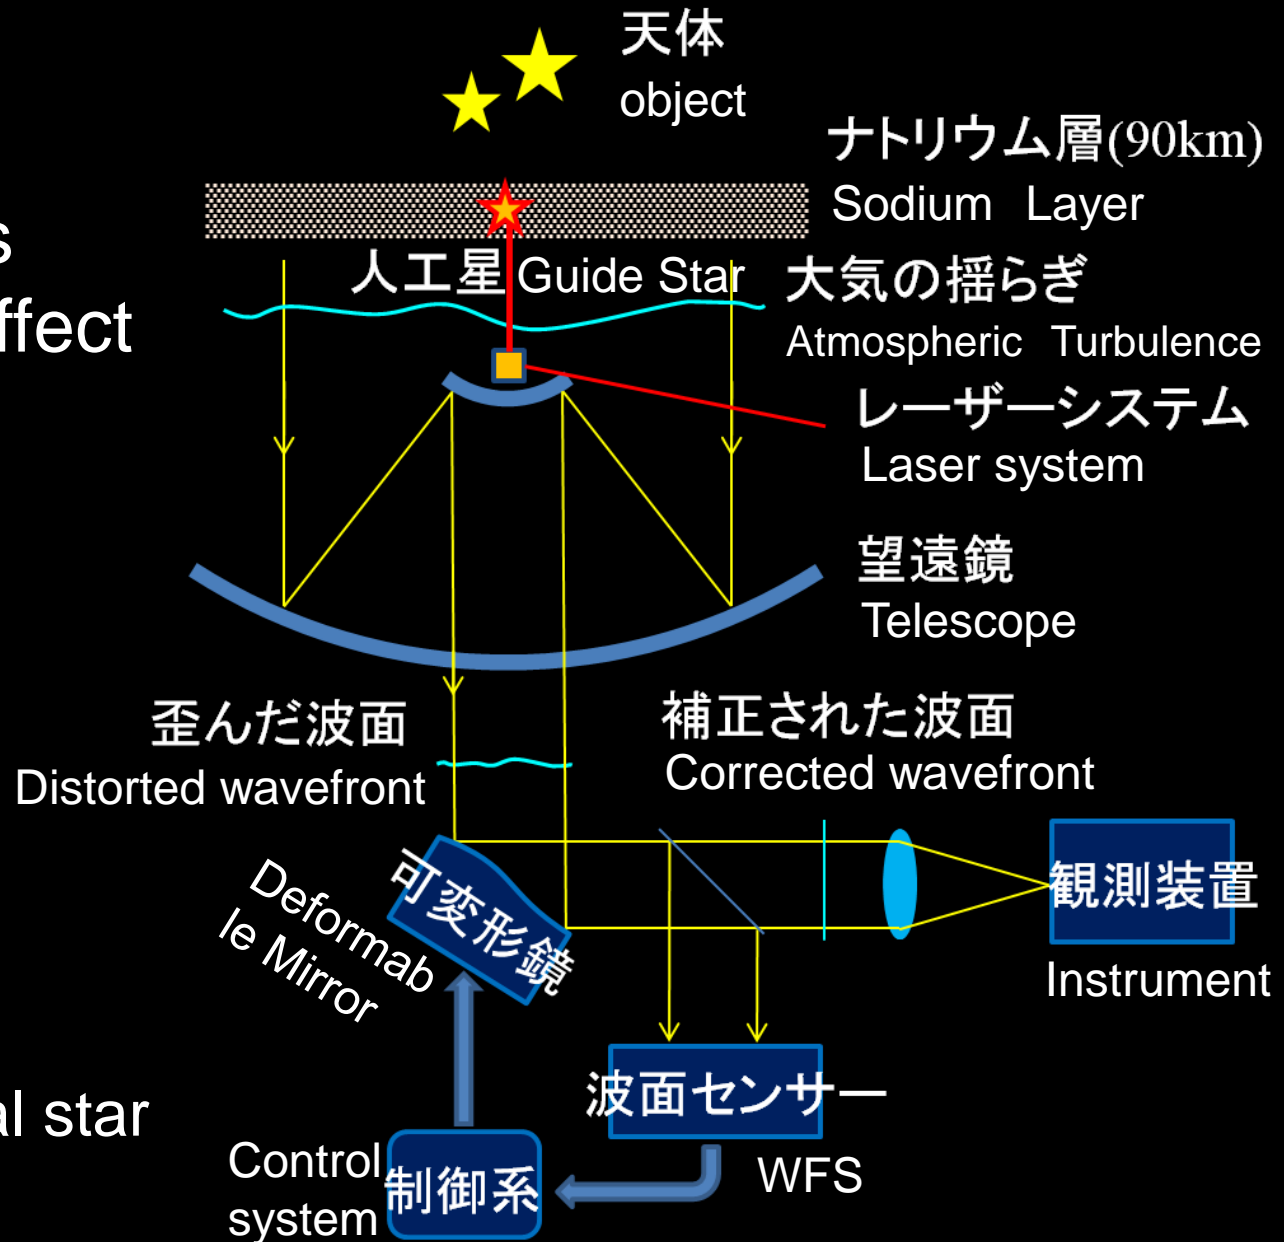 天体
object
ナトリウム層(90km)
Sodium Layer
s
ffect
人工星 Guide Star
大気の揺らぎ
Atmospheric Turbulence
レーザーシステム
Laser system
望遠鏡
Telescope
歪んだ波面
Distorted wavefront
補正された波面
Corrected wavefront
可変形鏡
Deformab
le Mirror
観測装置
Instrument
波面センサー
WFS
al star
Control
system
制御系